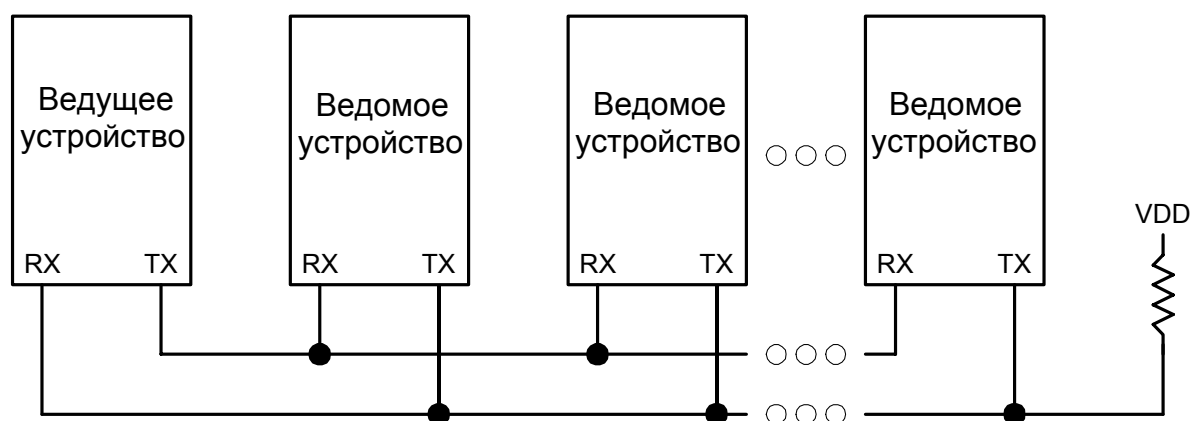 Ведущее
устройство
Ведомое
устройство
Ведомое
устройство
Ведомое
устройство
VDD
RX TX
RX TX
RX TX
RX TX